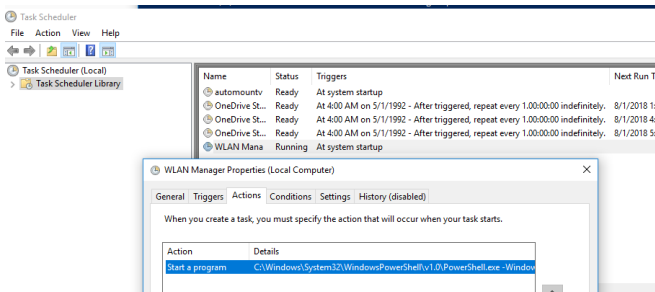 Task Scheduler
File Action View Help
Task Scheduler (Local)
Task Scheduler Library
Name Status Triggers Next Run T
automountv Ready At system startup
OneDrive St... Ready At 4:00 AM on 5/1/1992 - After triggered, repeat every 1.00:00:00 indefinitely. 8/1/2018 1:
OneDrive St... Ready At 4:00 AM on 5/1/1992 - After triggered, repeat every 1.00:00:00 indefinitely. 8/1/2018 4:
OneDrive St... Ready At 4:00 AM on 5/1/1992 - After triggered, repeat every 1.00:00:00 indefinitely. 8/1/2018 5:
WLAN Mana Running At system startup
WLAN Manager Properties (Local Computer)
General Triggers Actions Conditions Settings History (disabled)
When you create a task, you must specify the action that will occur when your task starts.
Action Details
Start a program C:\Windows\System32\WindowsPowerShell\v1.0\PowerShell.exe -Window